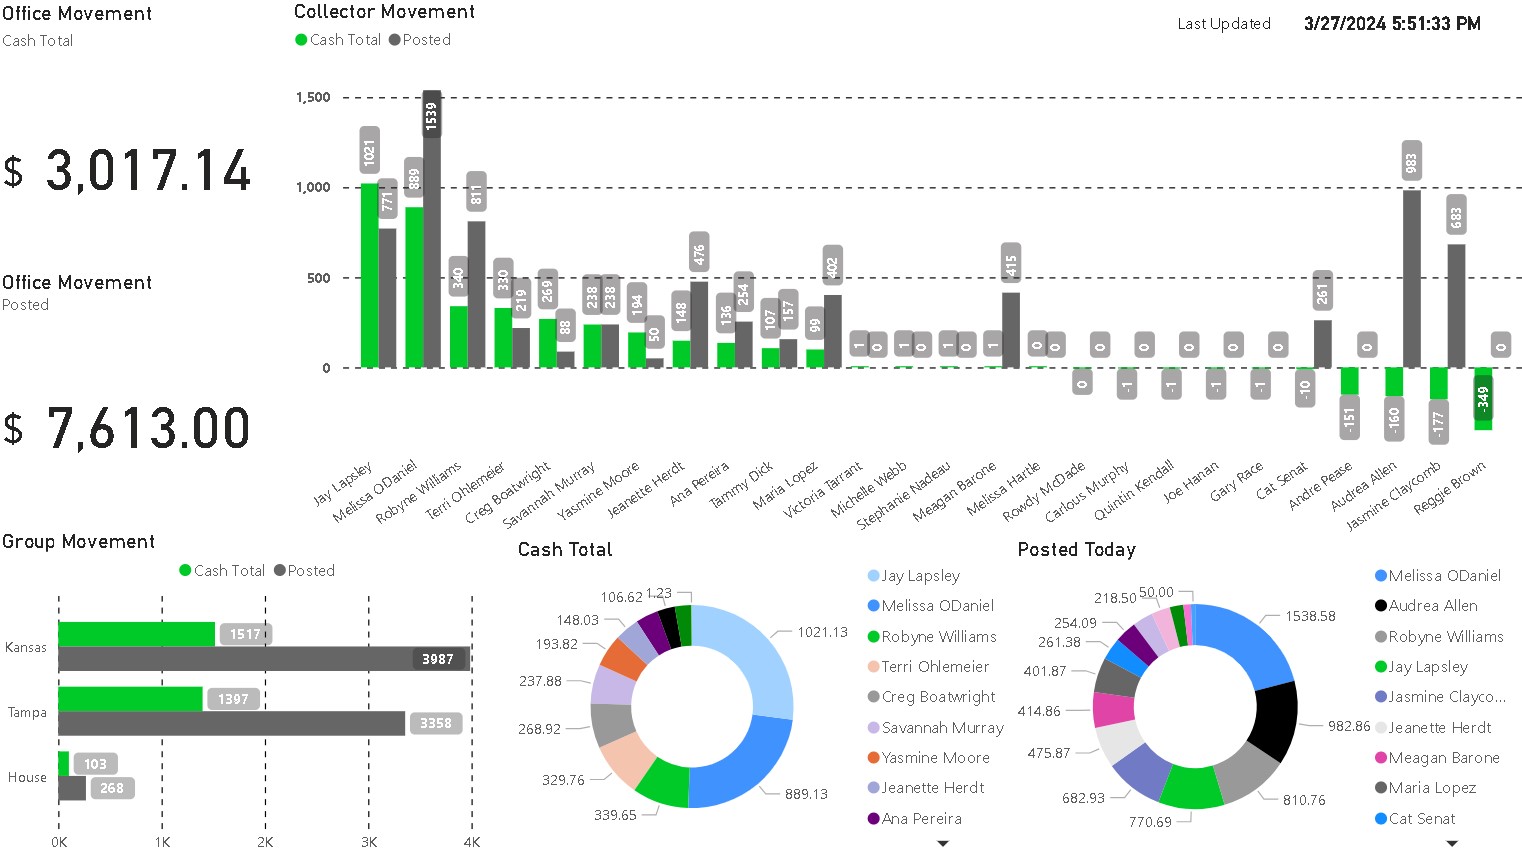 Office Movement
Cash Total
$ 3,017.14
Office Movement
Posted
$ 7,613.00
Collector Movement
Cash Total Posted
Last Updated 3/27/2024 5:51:33 PM
1,500
1,000
500
0
1021 771 889 1539 340 811 330 219 269 88 238 238 194 50 148 476 136 254 107 157 99 402 1 0 1 0 1 0 1 415 0 0 0 0 -1 0 -1 0 -1 0 -1 0 -10 261 -151 0 -160 983 -177 683 -349 0
Jay Lapsley
Melissa ODaniel
Robyne Williams
Terri Ohlemeier
Creg Boatwright
Savannah Murray
Yasmine Moore
Jeanette Herdt
Ana Pereira
Tammy Dick
Maria Lopez
Victoria Tarrant
Michelle Webb
Stephanie Nadeau
Meagan Barone
Melissa Hartle
Rowdy McDade
Carlous Murphy
Quintin Kendall
Joe Hanan
Gary Race
Cat Senat
Andre Pease
Audrea Allen
Jasmine Claycomb
Reggie Brown
Group Movement
Cash Total Posted
Kansas 1517
3987
Tampa 1397
3358
House 103
268
0K 1K 2K 3K 4K
Cash Total
1021.13
889.13
339.65
329.76
268.92
237.88
193.82
148.03
106.62
1.23
Jay Lapsley
Melissa ODaniel
Robyne Williams
Terri Ohlemeier
Creg Boatwright
Savannah Murray
Yasmine Moore
Jeanette Herdt
Ana Pereira
Posted Today
1538.58
982.86
810.76
770.69
682.93
475.87
414.86
401.87
261.38
254.09
218.50
50.00
Melissa ODaniel
Audrea Allen
Robyne Williams
Jay Lapsley
Jasmine Clayco...
Jeanette Herdt
Meagan Barone
Maria Lopez
Cat Senat